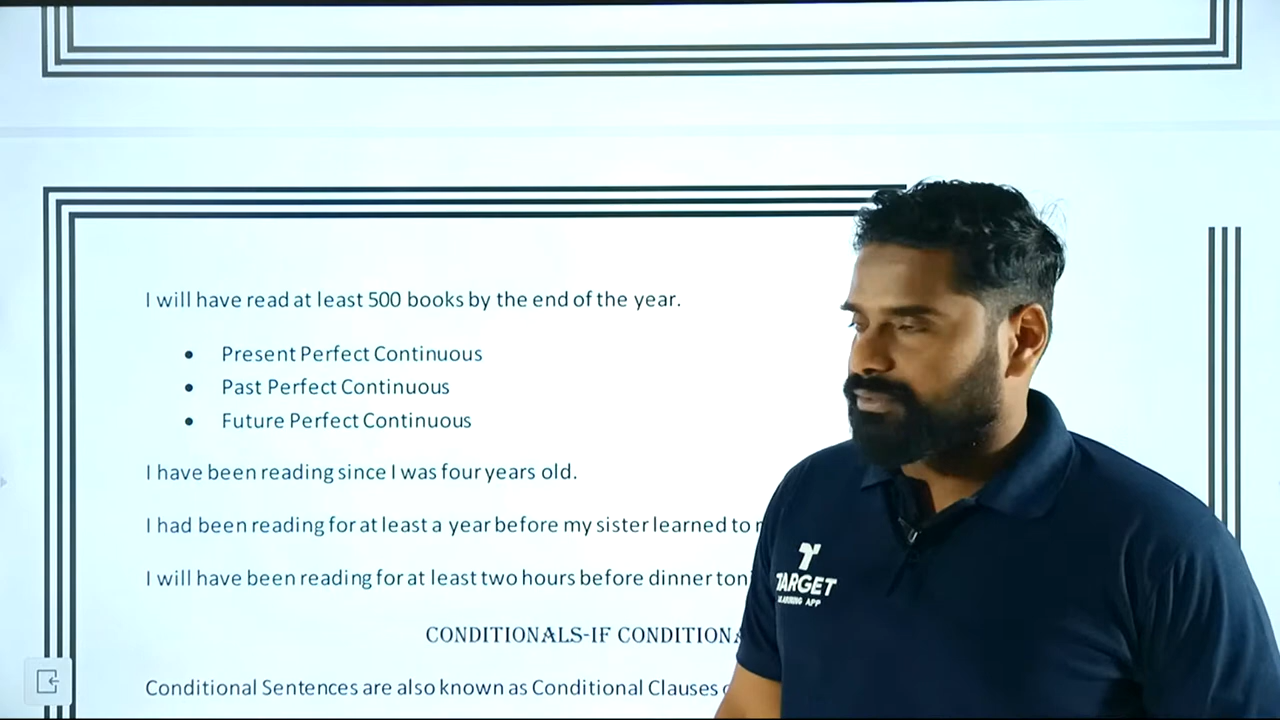 I will have read at least 500 books by the end of the year.
• Present Perfect Continuous
• Past Perfect Continuous
• Future Perfect Continuous
I have been reading since I was four years old.
I had been reading for at least a year before my sister learned to
I will have been reading for at least two hours before dinner
CONDITIONALS-IF
Conditional Sentences are also known as Conditional Clauses
TARGET
LEARNING APP